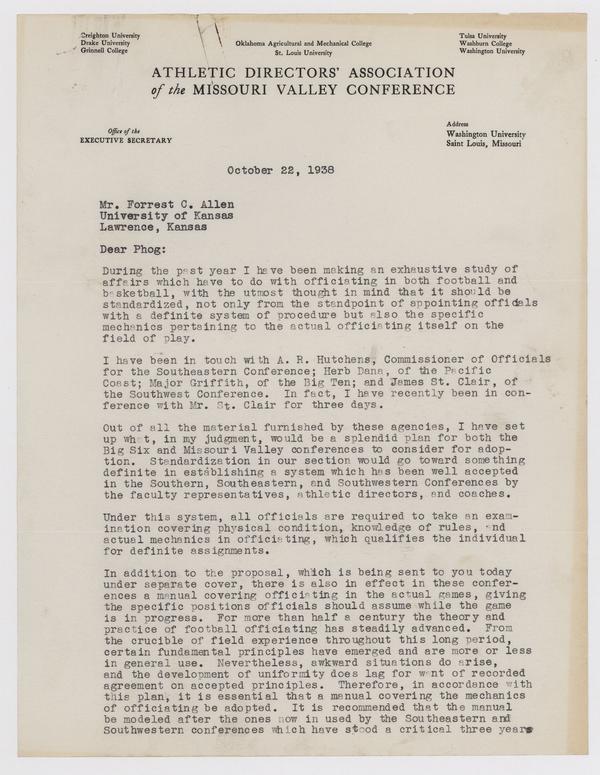 Creighton University
Drake University
Grinnell College
Oklahoma Agricultural and Mechanical College
St. Louis University
Tulsa University
Washburn College
Washington University
ATHLETIC DIRECTORS' ASSOCIATION
of the MISSOURI VALLEY CONFERENCE
Office of the
EXECUTIVE SECRETARY
Address
Washington University
Saint Louis, Missouri
October 22, 1938
Mr. Forrest C. Allen
University of Kansas
Lawrence, Kansas
Dear Phog:
During the past year I have been making an exhaustive study of
affairs which have to do with officiating in both football and
basketball, with the utmost thought in mind that it should be
standardized, not only from the standpoint of appointing officials
with a definite system of procedure but also the specific
mechanics pertaining to the actual officiating itself on the
field of play.
I have been in touch with A. R. Hutchens, Commissioner of Officials
for the Southeastern Conference; Herb Dana, of the Pacific
Coast; Major Griffith, of the Big Ten; and James St. Clair, of
the Southwest Conference. In fact, I have recently been in con-
ference with Mr. St. Clair for three days.
Out of all the material furnished by these agencies, I have set
up what, in my judgment, would be a splendid plan for both the
Big Six and Missouri Valley conferences to consider for adop-
tion. Standardization in our section would go toward something
definite in establishing a system which has been well accepted
in the Southern, Southeastern, and Southwestern Conferences by
the faculty representatives, athletic directors, and coaches.
Under this system, all officials are required to take an exam-
ination covering physical condition, knowledge of rules, and
actual mechanics in officiating, which qualifies the individual
for definite assignments.
In addition to the proposal, which is being sent to you today
under separate cover, there is also in effect in these confer-
ences a manual covering officiating in the actual games, giving
the specific positions officials should assume while the game
is in progress. For more than half a century the theory and
practice of football officiating has steadily advanced. From
the crucible of field experience throughout this long period,
certain fundamental principles have emerged and are more or less
in general use. Nevertheless, awkward situations do arise,
and the development of uniformity does lag for want of recorded
agreement on accepted principles. Therefore, in accordance with
this plan, it is essential that a manual covering the mechanics
of officiating be adopted. It is recommended that the manual
be modeled after the ones now in used by the Southeastern and
Southwestern conferences which have stood a critical three years